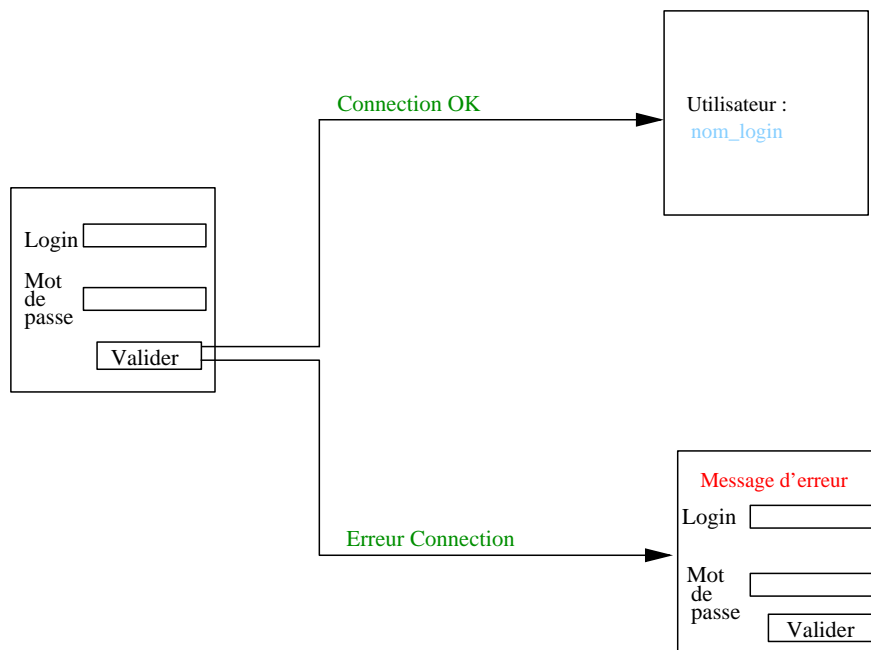 Connection OK
Utilisateur :
nom_login
Login
Mot
de
passe
Valider
Erreur Connection
Message d’erreur
Login
Mot
de
passe
Valider